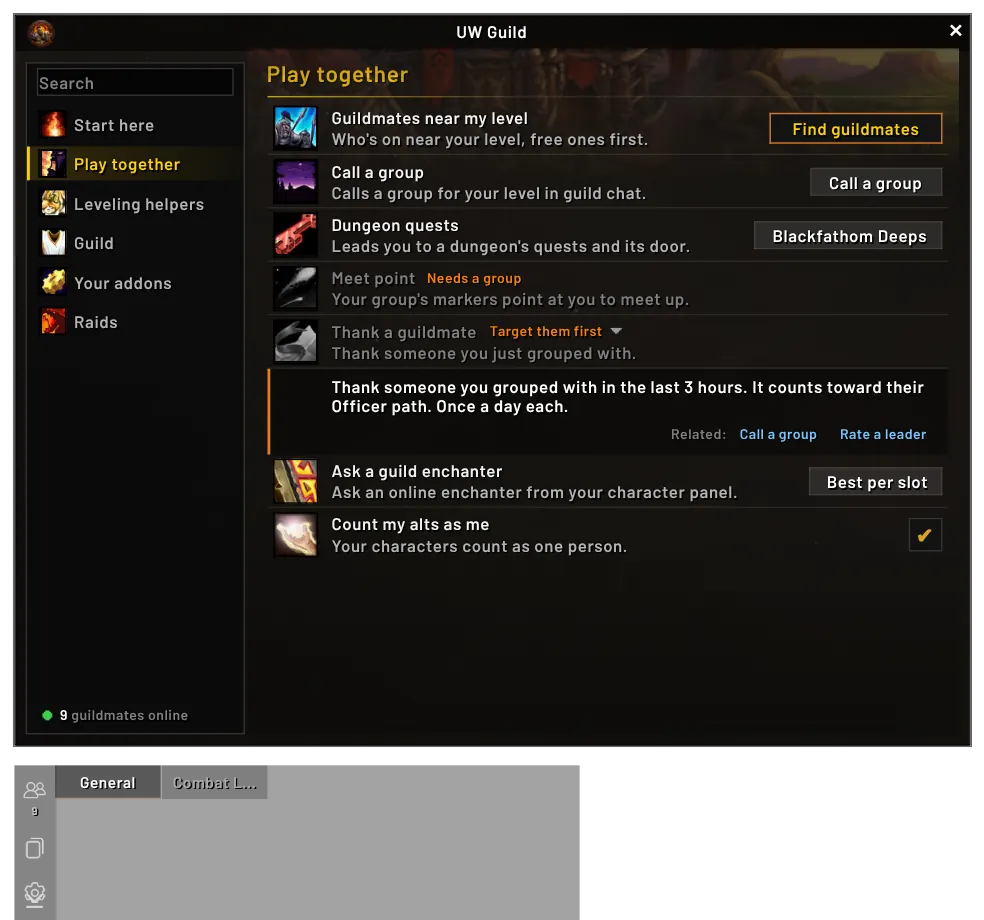 UW Guild
Search
Start here
Play together
Leveling helpers
Guild
Your addons
Raids
9 guildmates online
Play together
Guildmates near my level
Who's on near your level, free ones first.
Find guildmates
Call a group
Calls a group for your level in guild chat.
Call a group
Dungeon quests
Leads you to a dungeon's quests and its door.
Blackfathom Deeps
Meet point Needs a group
Your group's markers point at you to meet up.
Thank a guildmate Target them first
Thank someone you just grouped with.
Thank someone you grouped with in the last 3 hours. It counts toward their
Officer path. Once a day each.
Related: Call a group Rate a leader
Ask a guild enchanter
Ask an online enchanter from your character panel.
Best per slot
Count my alts as me
Your characters count as one person.
General Combat L...
9